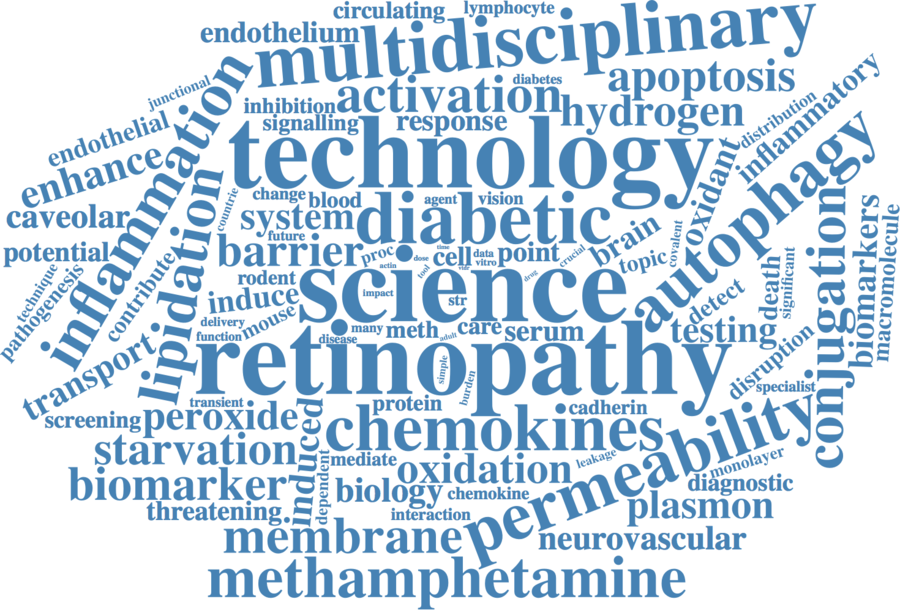 circulating
lymphocyte
endothelium
multidisciplinary
junctional
inflammation
diabetes
apoptosis
inhibition
activation
hydrogen
inflammatory
distribution
signalling
response
endothelial
technology
oxidant
autophagy
enhance
lipidation
countrie
change
blood
agent
vision
caveolar
system
diabetic
brain
covalent
conjugation
biomarkers
macromolecule
future
potential
barrier
proc
time
cell
data
point
crucial
topic
actin
dose
vitro
tool
vldr
drug
technique
pathogenesis
contribute
rodent
science
detect
death
significant
induce
impact
str
delivery
mouse
function
disease
many
meth
adult
care
serum
testing
transport
retinopathy
simple
burden
disruption
specialist
transient
screening
peroxide
induced
protein
cadherin
chemokines
permeability
starvation
mediate
oxidation
leakage
monolayer
biomarker
dependent
biology
chemokine
diagnostic
threatening
interaction
plasmon
membrane
neurovascular
methamphetamine